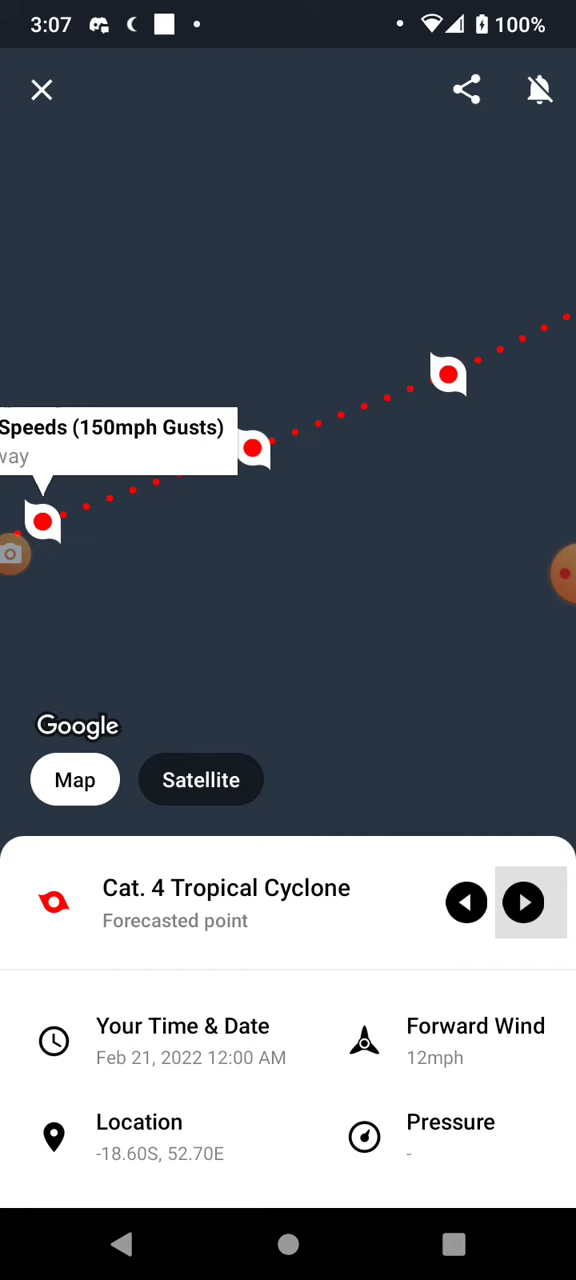 3:07
100%
Speeds (150mph Gusts)
way
Google
Map
Satellite
Cat. 4 Tropical Cyclone
Forecasted point
Your Time & Date
Feb 21, 2022 12:00 AM
Forward Wind
12mph
Location
-18.60S, 52.70E
Pressure
-